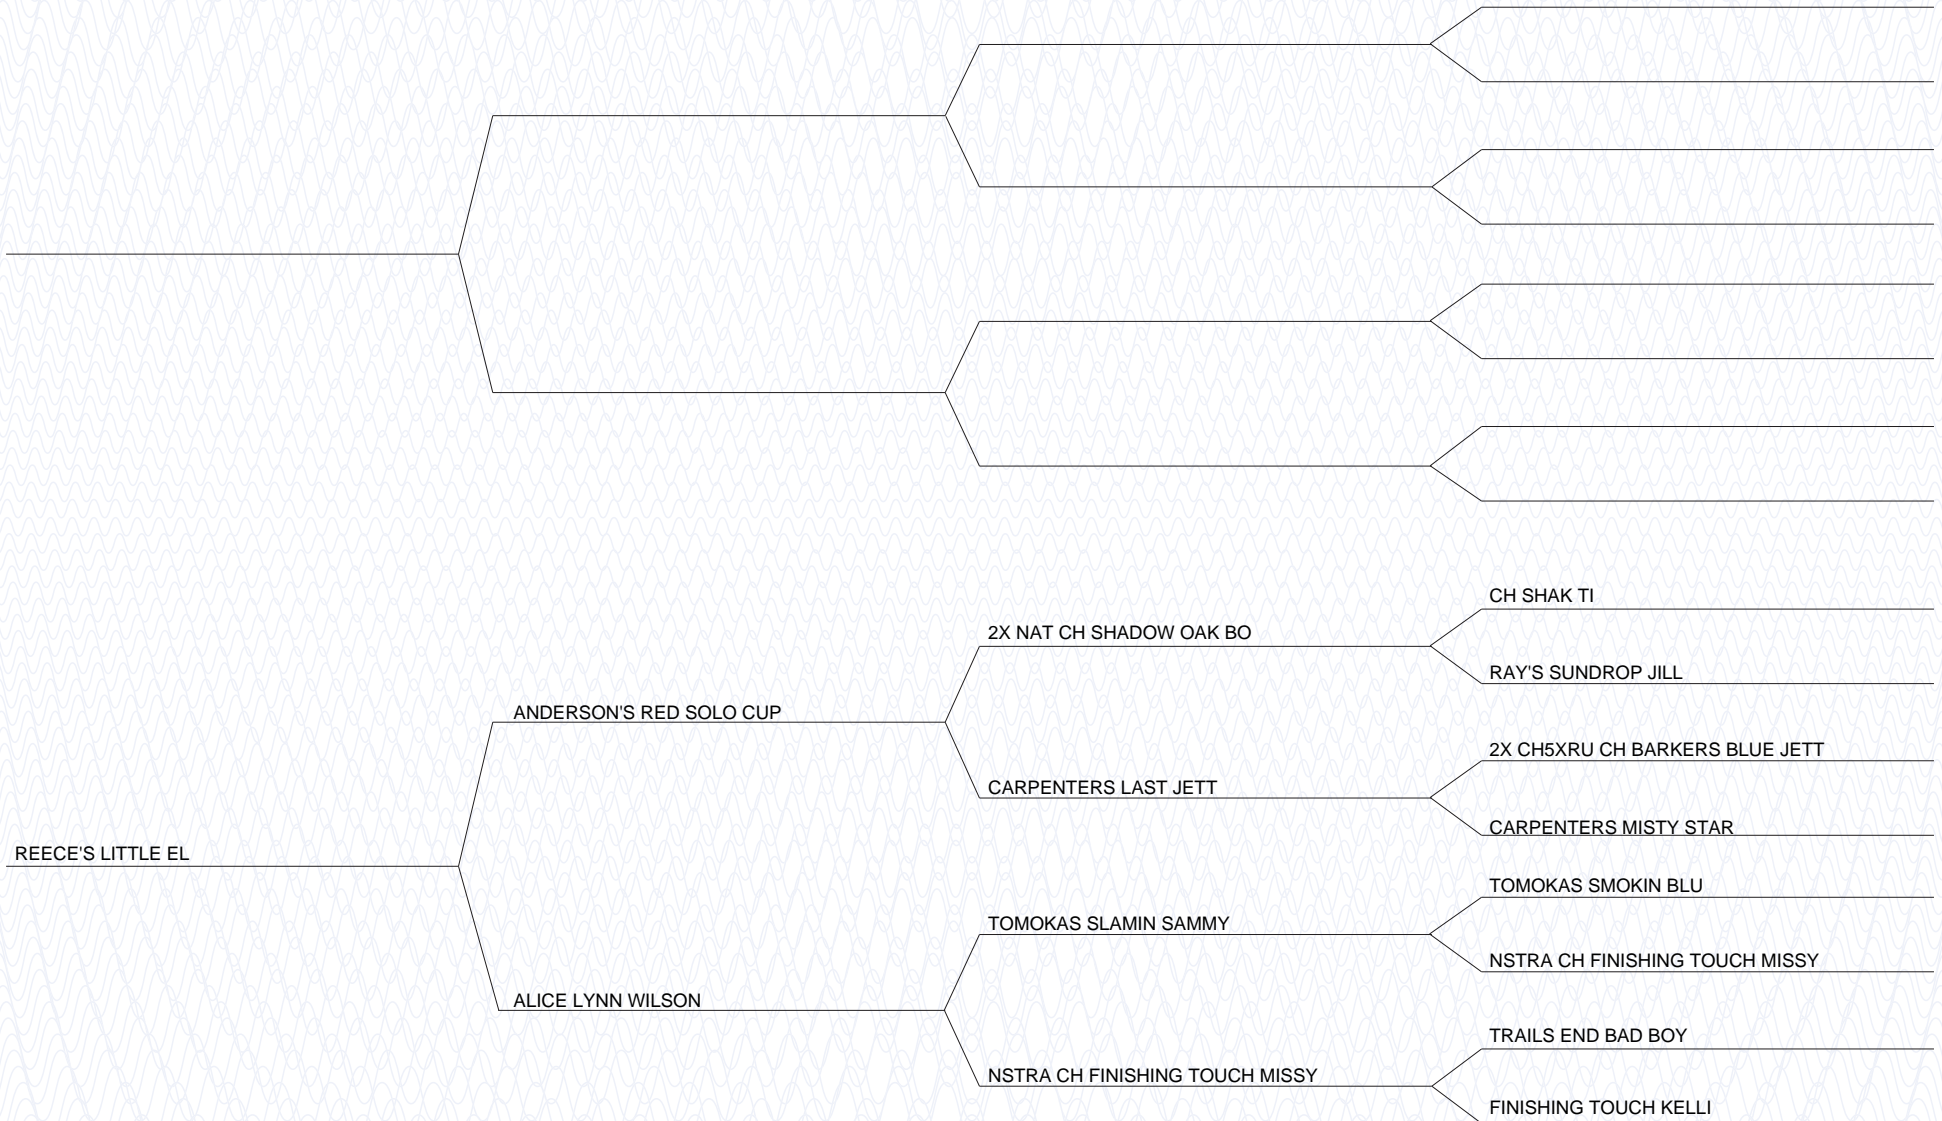 CH SHAK TI
2X NAT CH SHADOW OAK BO
RAY'S SUNDROP JILL
ANDERSON'S RED SOLO CUP
2X CH5XRU CH BARKERS BLUE JETT
CARPENTERS LAST JETT
CARPENTERS MISTY STAR
REECE'S LITTLE EL
TOMOKAS SMOKIN BLU
TOMOKAS SLAMIN SAMMY
NSTRA CH FINISHING TOUCH MISSY
ALICE LYNN WILSON
TRAILS END BAD BOY
NSTRA CH FINISHING TOUCH MISSY
FINISHING TOUCH KELLI